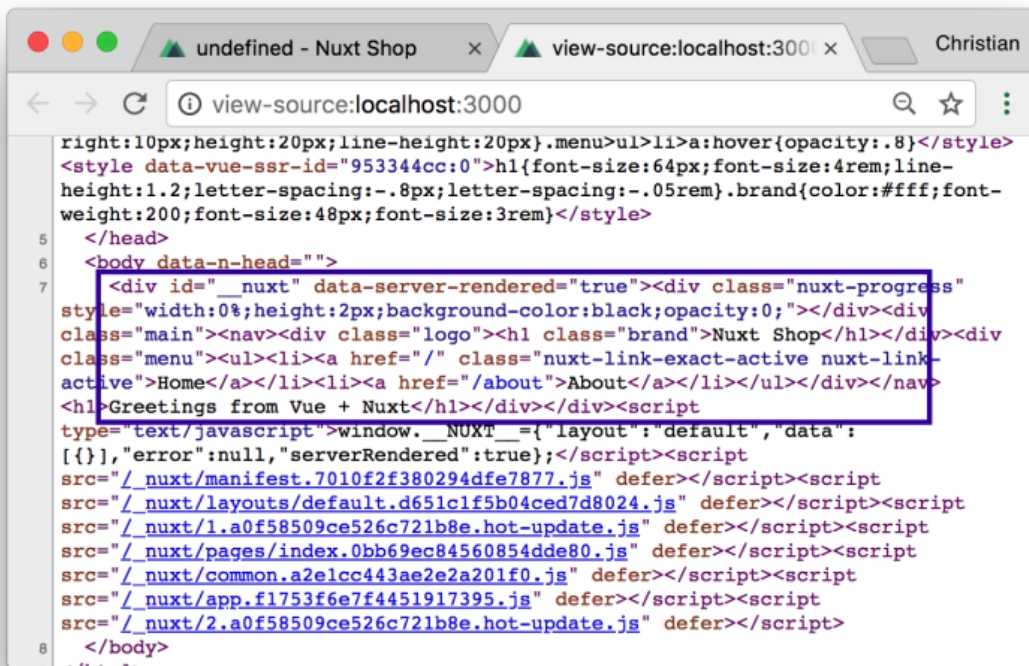 undefined - Nuxt Shop
view-source:localhost:300
Christian
view-source:localhost:3000
right:10px;height:20px;line-height:20px}.menu>ul>li>a:hover{opacity:.8}</style>
<style data-vue-ssr-id="953344cc:0">h1{font-size:64px;font-size:4rem;line-
height:1.2;letter-spacing:-.8px;letter-spacing:-.05rem}.brand{color:#fff;font-
weight:200;font-size:48px;font-size:3rem}</style>
5 </head>
6 <body data-n-head="">
7 <div id="__nuxt" data-server-rendered="true"><div class="nuxt-progress"
style="width:0%;height:2px;background-color:black;opacity:0;"></div><div
class="main"><nav><div class="logo"><h1 class="brand">Nuxt Shop</h1></div><div
class="menu"><ul><li><a href="/" class="nuxt-link-exact-active nuxt-link-
active">Home</a></li><li><a href="/about">About</a></li></ul></div></nav>
<h1>Greetings from Vue + Nuxt</h1></div></div><script
type="text/javascript">window.__NUXT__={"layout":"default","data":
[{}],"error":null,"serverRendered":true};</script><script
src="/_nuxt/manifest.7010f2f380294dfe7877.js" defer></script><script
src="/_nuxt/layouts/default.d651c1f5b04ced7d8024.js" defer></script><script
src="/_nuxt/1.a0f58509ce526c721b8e.hot-update.js" defer></script><script
src="/_nuxt/pages/index.0bb69ec84560854dde80.js" defer></script><script
src="/_nuxt/common.a2e1cc443ae2e2a201f0.js" defer></script><script
src="/_nuxt/app.f1753f6e7f4451917395.js" defer></script><script
src="/_nuxt/2.a0f58509ce526c721b8e.hot-update.js" defer></script>
8 </body>